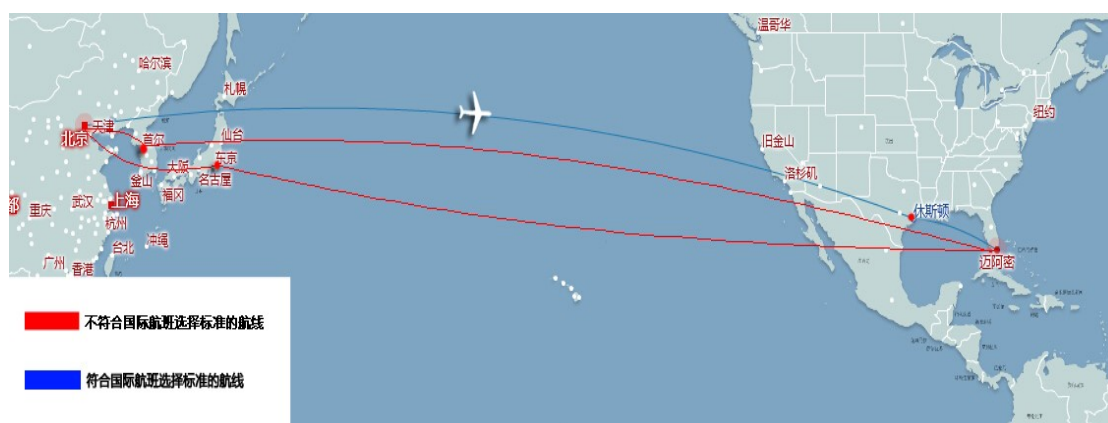 温哥华
哈尔滨
札幌
纽约
北京
天津
首尔
仙台
旧金山
大阪
东京
洛杉矶
金山
名古屋
福冈
都
重庆
武汉
上海
休斯顿
杭州
台北
冲绳
迈阿密
广州
香港
不符合国际航班选择标准的航线
符合国际航班选择标准的航线